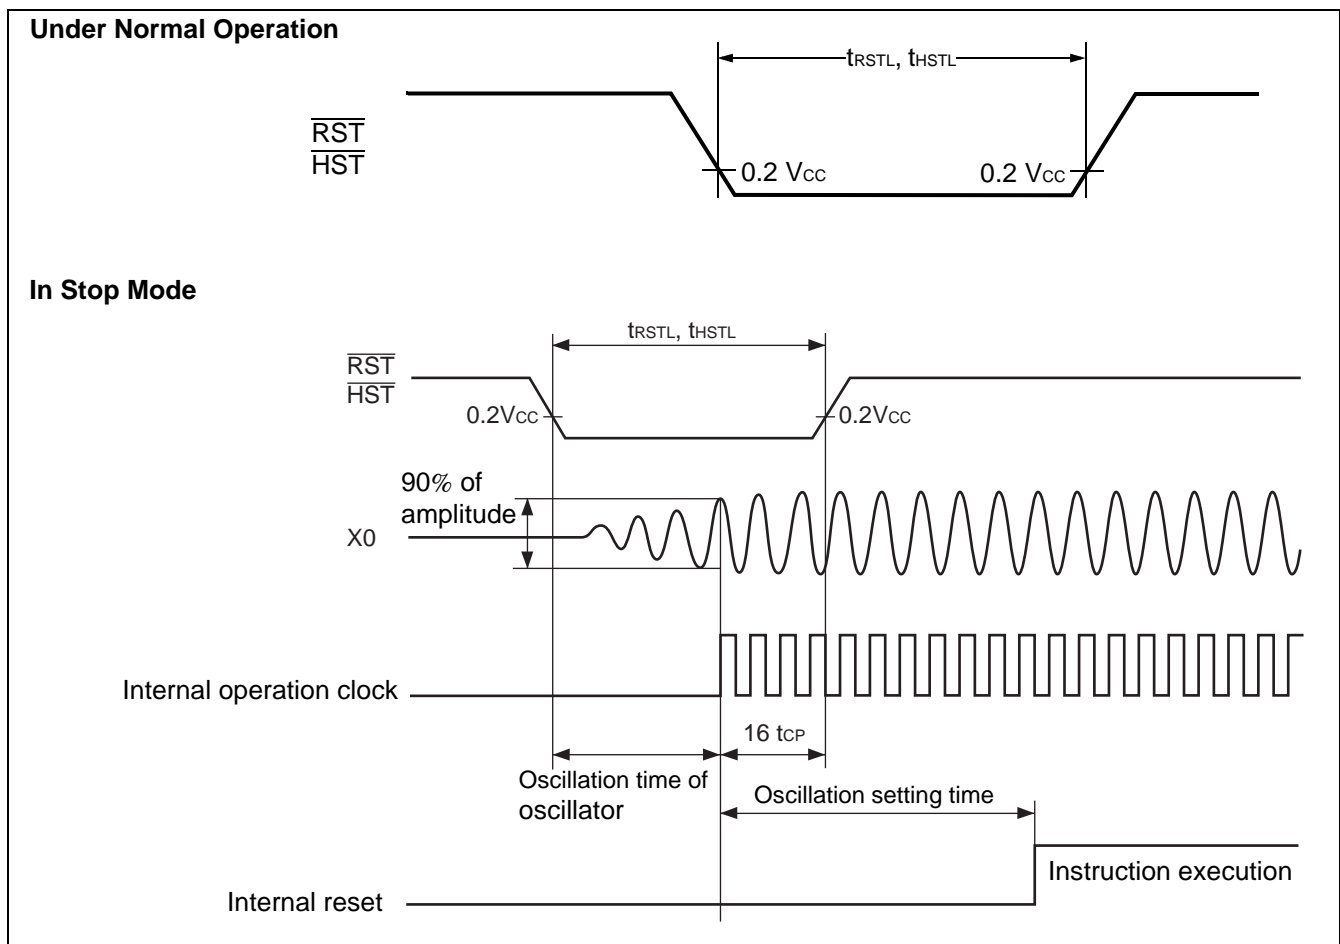 Under Normal Operation
tRSTL, tHSTL
RST
HST
0.2 VCC
0.2 VCC
In Stop Mode
tRSTL, tHSTL
RST
HST
0.2VCC
0.2VCC
90% of
amplitude
X0
Internal operation clock
16 tCP
Oscillation time of
oscillator
Oscillation setting time
Instruction execution
Internal reset